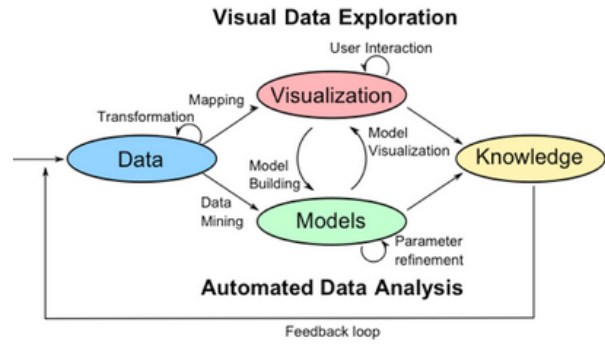 Visual Data Exploration
User Interaction
Visualization
Mapping
Transformation
Data
Model
Visualization
Knowledge
Model
Building
Data
Mining
Models
Parameter
refinement
Automated Data Analysis
Feedback loop